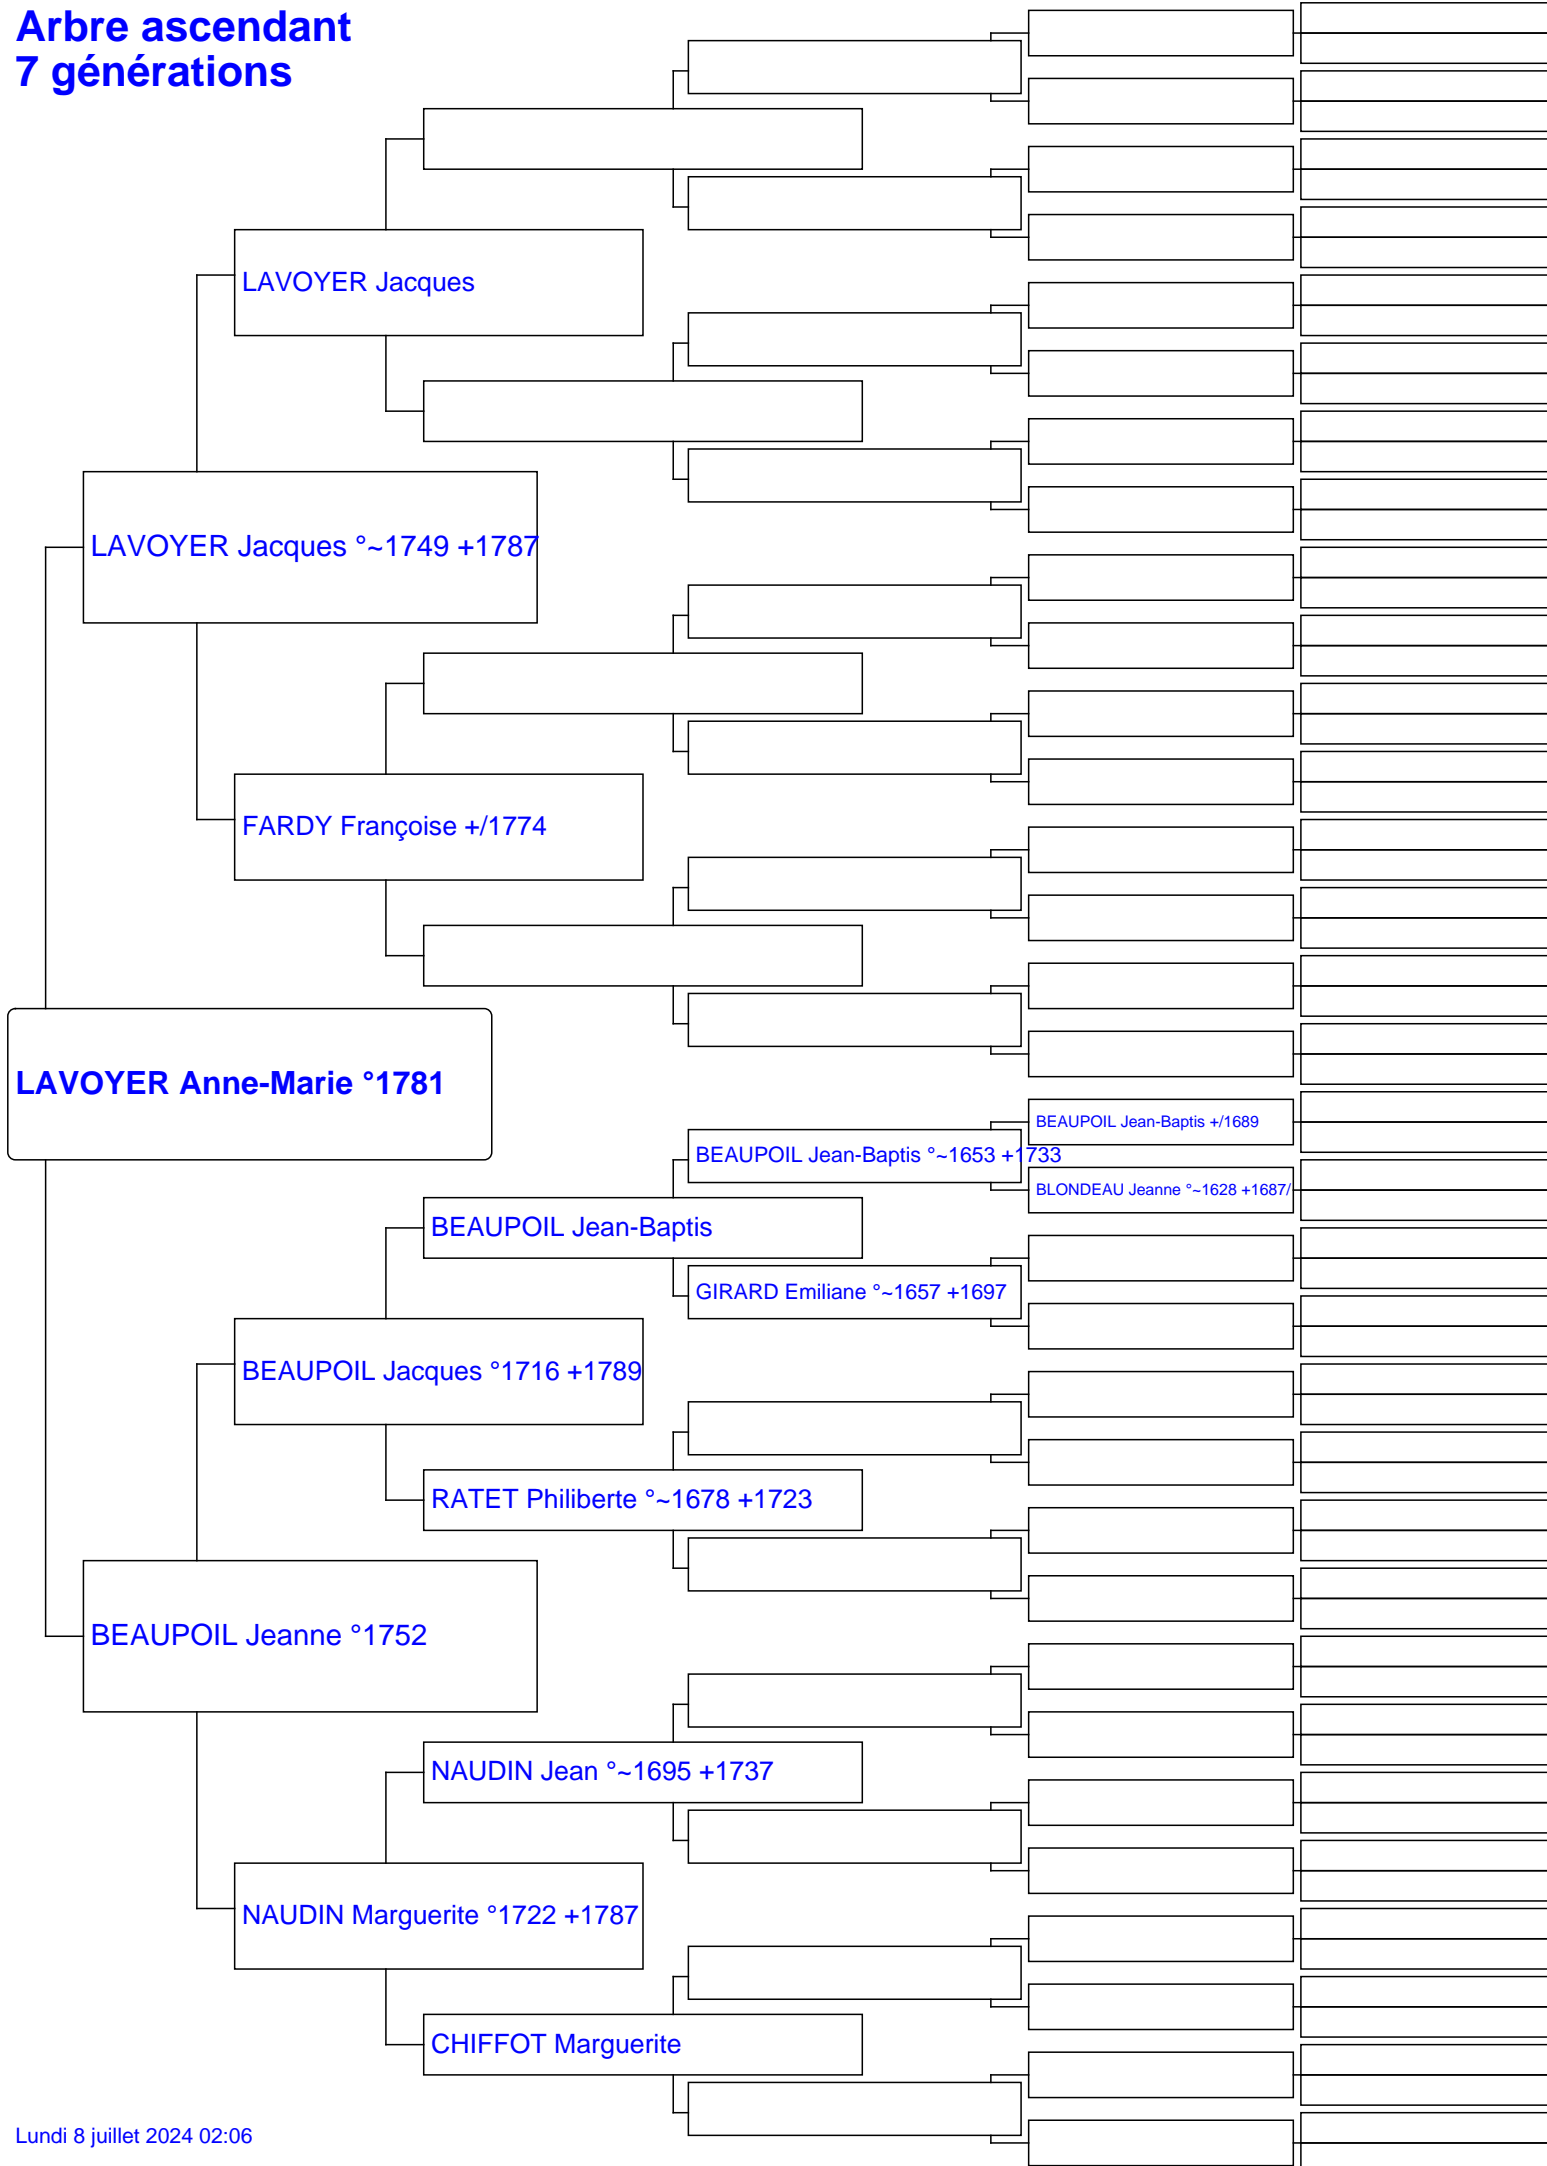 Arbre ascendant
7 générations
LAVOYER Jacques
LAVOYER Jacques °~1749 +1787
FARDY Françoise +/1774
LAVOYER Anne-Marie °1781
BEAUPOIL Jean-Baptis +/1689
BEAUPOIL Jean-Baptis °~1653 +1733
BLONDEAU Jeanne °~1628 +1687/
BEAUPOIL Jean-Baptis
GIRARD Emiliane °~1657 +1697
BEAUPOIL Jacques °1716 +1789
RATET Philiberte °~1678 +1723
BEAUPOIL Jeanne °1752
NAUDIN Jean °~1695 +1737
NAUDIN Marguerite °1722 +1787
CHIFFOT Marguerite
Lundi 8 juillet 2024 02:06